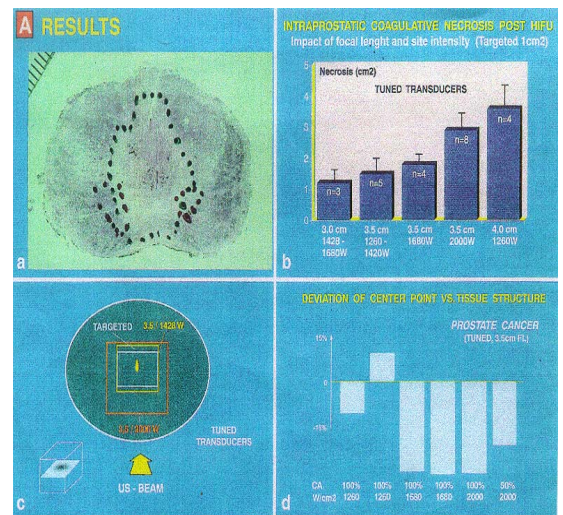 A RESULTS
a
INTRAPROSTATIC COAGULATIVE NECROSIS POST HIFU
Impact of focal lenght and site intensity (Targeted 1cm2)
Necrosis (cm2)
TUNED TRANSDUCERS
5
4
3
2
1
0
n=3
n=5
n=4
n=8
n=4
3.0 cm 3.5 cm 3.5 cm 3.5 cm 4.0 cm
1428 - 1260 - 1680W 2000W 1260W
1680W 1420W
b
TARGETED 3.5 / 1428 W
TUNED
TRANSDUCERS
US - BEAM
c
DEVIATION OF CENTER POINT VS.TISSUE STRUCTURE
PROSTATE CANCER
(TUNED, 3.5cm FL)
15%
0
CA. 100% 100% 100% 100% 100% 50%
W/cm2 1260 1260 1680 1680 2000 2000
d